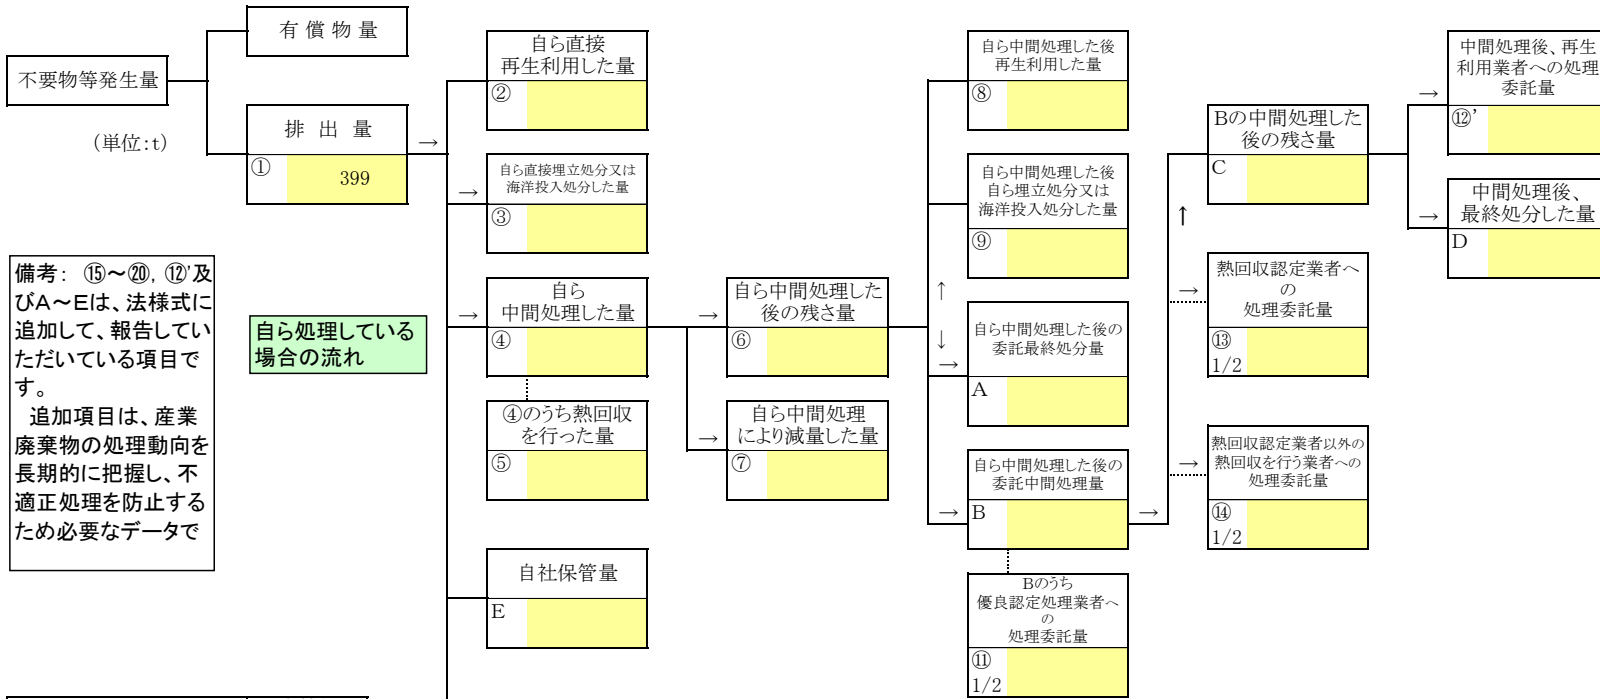 不要物等発生量
(単位:t)
有 償 物 量
排 出 量
→
①
399
備考: ⑮～⑳, ⑫'及
びA～Eは、法様式に
追加して、報告してい
ただいている項目で
す。
追加項目は、産業
廃棄物の処理動向を
長期的に把握し、不
適正処理を防止する
ため必要なデータで
自ら処理している
場合の流れ
自ら直接
再生利用した量
②
→
自ら直接埋立処分又は
海洋投入処分した量
③
→
自ら
中間処理した量
④
④のうち熱回収
を行った量
⑤
自社保管量
E
→
自ら中間処理した
後の残さ量
⑥
→
自ら中間処理
により減量した量
⑦
自ら中間処理した後
再生利用した量
⑧
自ら中間処理した後
自ら埋立処分又は
海洋投入処分した量
⑨
↑
↓
→
自ら中間処理した後の
委託最終処分量
A
→
自ら中間処理した後の
委託中間処理量
B
→
Bのうち
優良認定処理業者へ
の
処理委託量
⑪
1/2
Bの中間処理した
後の残さ量
C
↑
→
熱回収認定業者へ
の
処理委託量
⑬
1/2
→
熱回収認定業者以外の
熱回収を行う業者への
処理委託量
⑭
1/2
→
中間処理後、再生
利用業者への処理
委託量
⑫'
→
中間処理後、
最終処分した量
D